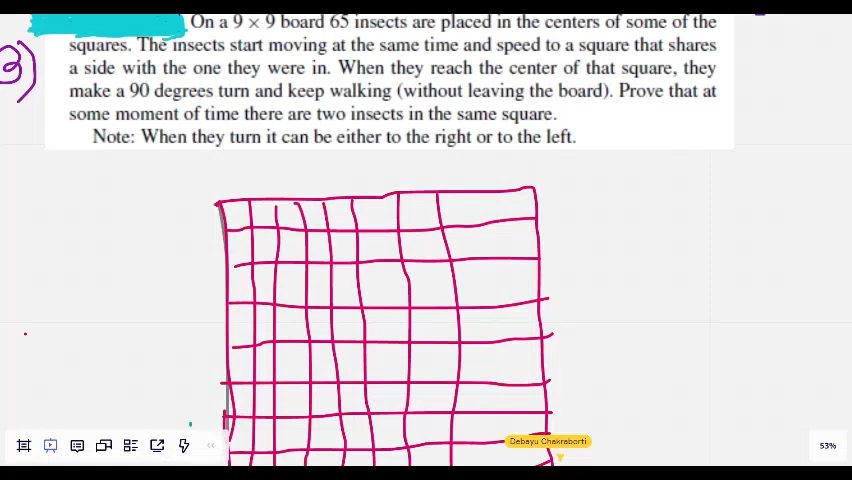 On a 9 × 9 board 65 insects are placed in the centers of some of the
3) squares. The insects start moving at the same time and speed to a square that shares
a side with the one they were in. When they reach the center of that square, they
make a 90 degrees turn and keep walking (without leaving the board). Prove that at
some moment of time there are two insects in the same square.
Note: When they turn it can be either to the right or to the left.
Debayu Chakraborti
53%